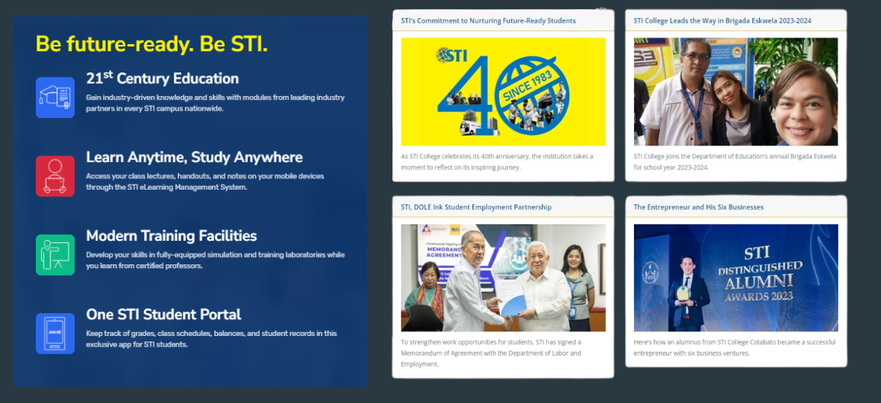 Be future-ready. Be STI.
21st Century Education
Gain industry-driven knowledge and skills with modules from leading industry
partners in every STI campus nationwide.
Learn Anytime, Study Anywhere
Access your class lectures, handouts, and notes on your mobile devices
through the STI eLearning Management System.
Modern Training Facilities
Develop your skills in fully-equipped simulation and training laboratories while
you learn from certified professors.
One STI Student Portal
Keep track of grades, class schedules, balances, and student records in this
exclusive app for STI students.
STI's Commitment to Nurturing Future-Ready Students
STI
40
SINCE 1983
As STI College celebrates its 40th anniversary, the institution takes a
moment to reflect on its inspiring journey.
STI College Leads the Way in Brigada Eskwela 2023-2024
STI College joins the Department of Education's annual Brigada Eskwela
for school year 2023-2024.
STI, DOLE Ink Student Employment Partnership
MEMORANDUM
AGREEMENT
To strengthen work opportunities for students, STI has signed a
Memorandum of Agreement with the Department of Labor and
Employment.
The Entrepreneur and His Six Businesses
STI
DISTINGUISHED
ALUMNI
AWARDS 2023
Here's how an alumnus from STI College Cotabato became a successful
entrepreneur with six business ventures.